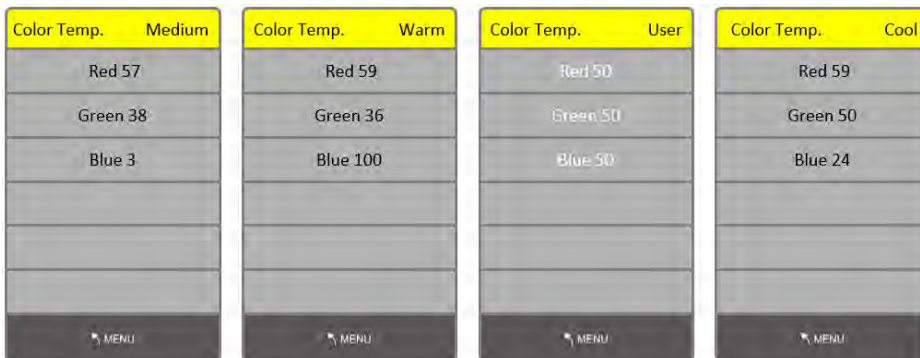 Color Temp. Medium
Red 57
Green 38
Blue 3
MENU
Color Temp. Warm
Red 59
Green 36
Blue 100
MENU
Color Temp. User
Red 50
Green 50
Blue 50
MENU
Color Temp. Cool
Red 59
Green 50
Blue 24
MENU